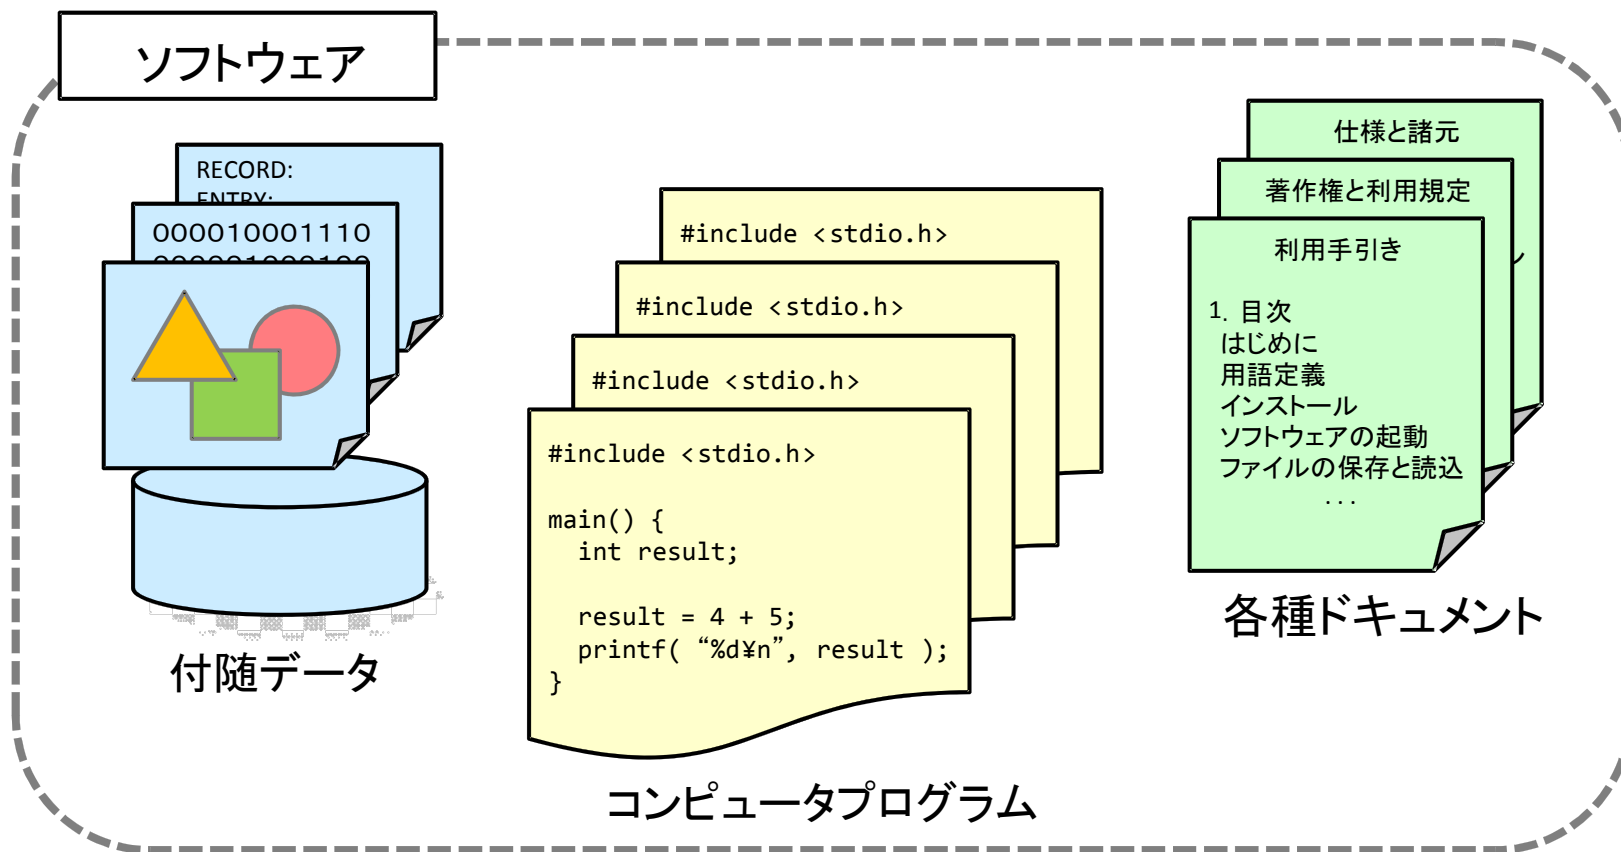 ソフトウェア
RECORD:
ENTRY:
000010001110
000001000100
付随データ
#include <stdio.h>
#include <stdio.h>
#include <stdio.h>
#include <stdio.h>
main() {
int result;
result = 4 + 5;
printf( “%d¥n”, result );
}
コンピュータプログラム
仕様と諸元
著作権と利用規定
利用手引き
1. 目次
はじめに
用語定義
インストール
ソフトウェアの起動
ファイルの保存と読込
...
各種ドキュメント